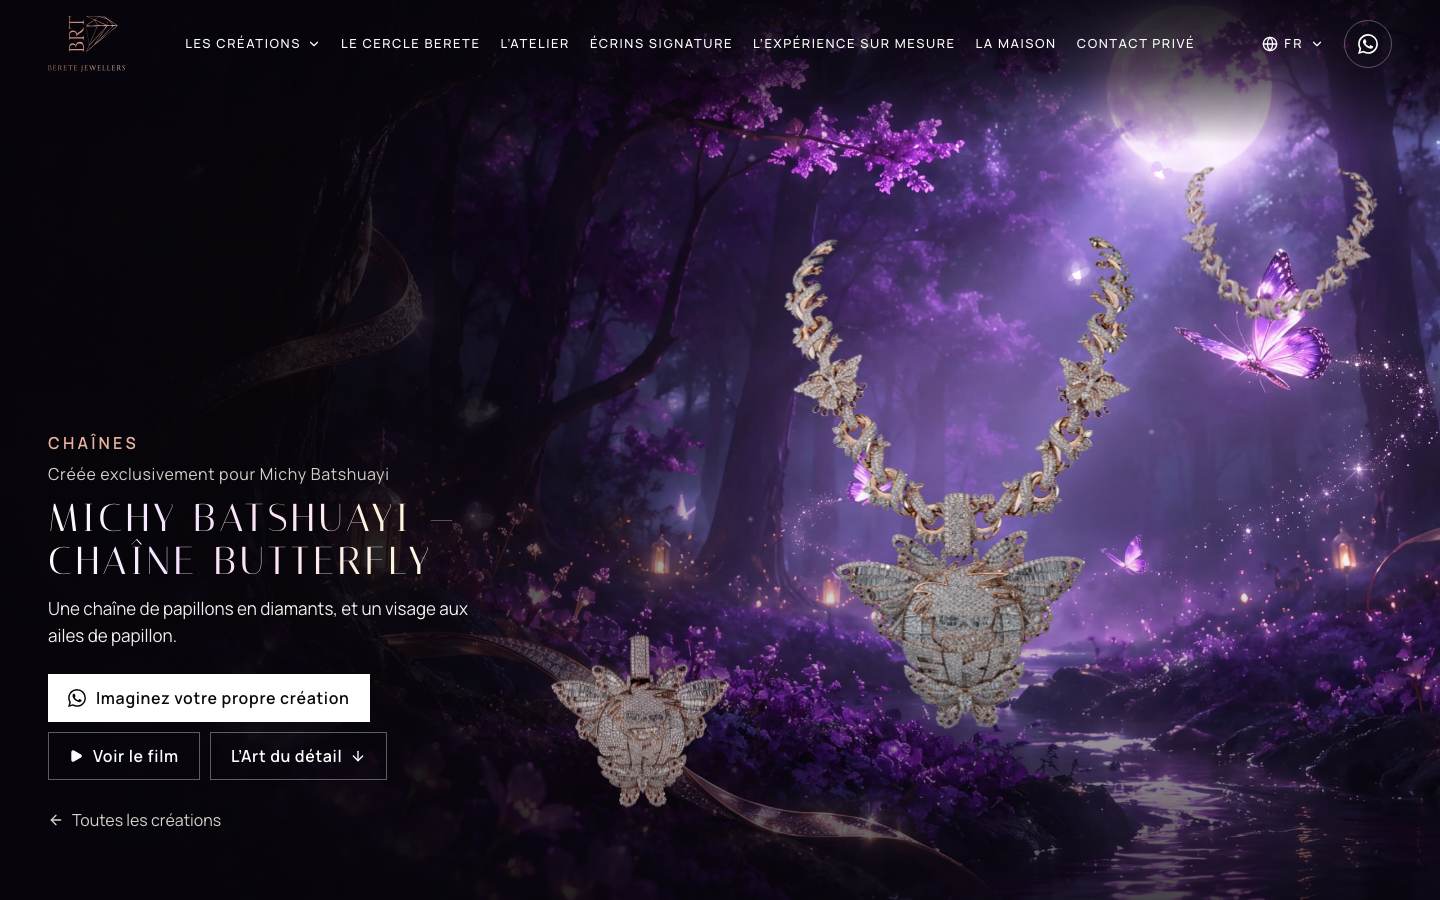 BRT
BERETE JEWELLERS
LES CRÉATIONS
LE CERCLE BERETE
L'ATELIER
ÉCRINS SIGNATURE
L'EXPÉRIENCE SUR MESURE
LA MAISON
CONTACT PRIVÉ
FR
CHAÎNES
Créée exclusivement pour Michy Batshuayi
MICHY BATSHUAYI –
CHAÎNE BUTTERFLY
Une chaîne de papillons en diamants, et un visage aux
ailes de papillon.
Imaginez votre propre création
Voir le film
L'Art du détail
Toutes les créations